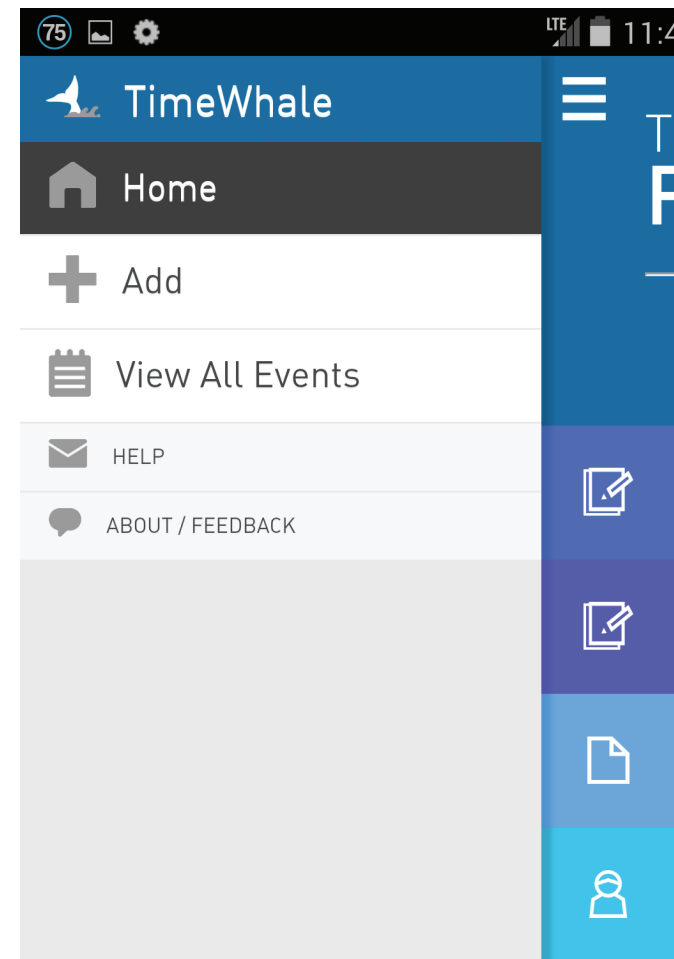 75
LTE 11:4
TimeWhale
Home
Add
View All Events
HELP
ABOUT / FEEDBACK
T
F